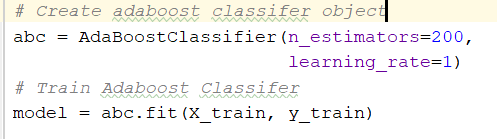 # Create adaboost classifer object
abc = AdaBoostClassifier(n_estimators=200,
                         learning_rate=1)
# Train Adaboost Classifer
model = abc.fit(X_train, y_train)